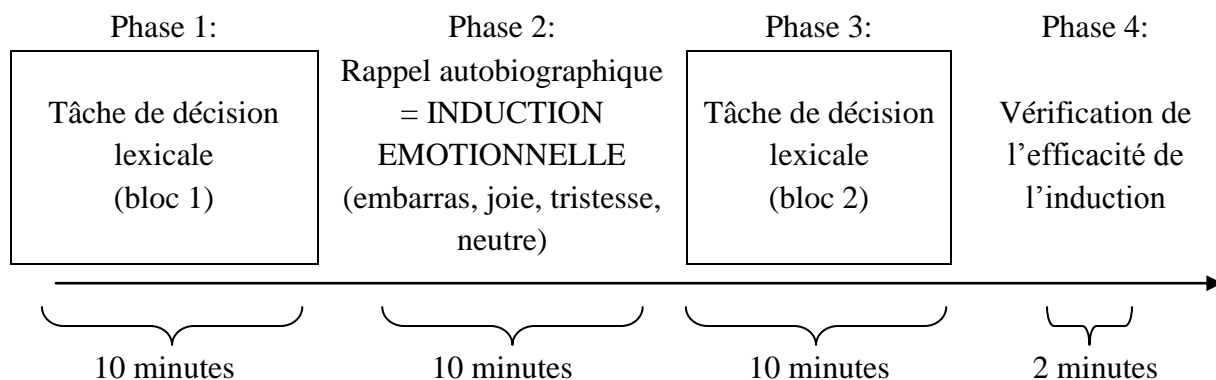 Phase 1:
Tâche de décision
lexicale
(bloc 1)
10 minutes
Phase 2:
Rappel autobiographique
= INDUCTION
EMOTIONNELLE
(embarras, joie, tristesse,
neutre)
10 minutes
Phase 3:
Tâche de décision
lexicale
(bloc 2)
10 minutes
Phase 4:
Vérification de
l’efficacité de
l’induction
2 minutes